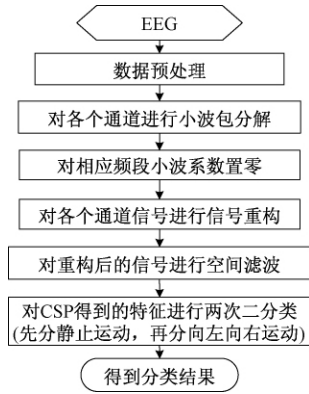 EEG
数据预处理
对各个通道进行小波包分解
对相应频段小波系数置零
对各个通道信号进行信号重构
对重构后的信号进行空间滤波
对CSP得到的特征进行两次二分类
(先分静止运动，再分向左向右运动)
得到分类结果